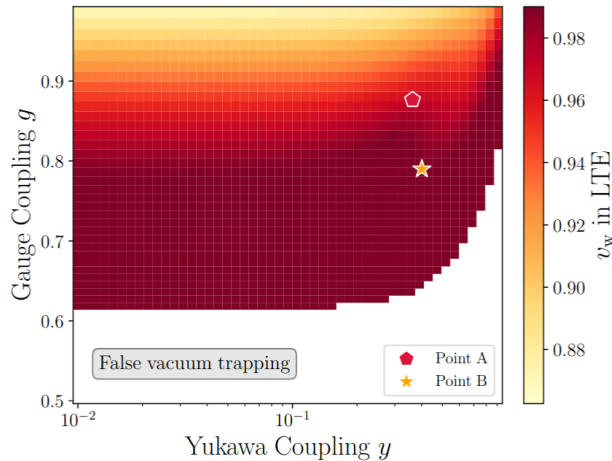 Gauge Coupling g
0.9
0.8
0.7
0.6
0.5
False vacuum trapping
Point A
Point B
10⁻²
10⁻¹
Yukawa Coupling y
0.98
0.96
0.94
0.92
0.90
0.88
v_w in LTE